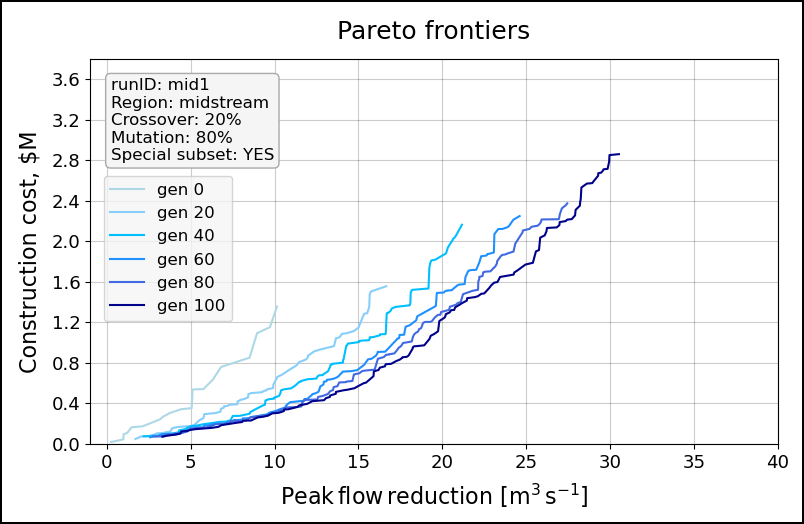 Pareto frontiers
runID: mid1
Region: midstream
Crossover: 20%
Mutation: 80%
Special subset: YES
gen 0
gen 20
gen 40
gen 60
gen 80
gen 100
Construction cost, $M
3.6
3.2
2.8
2.4
2.0
1.6
1.2
0.8
0.4
0.0
0 5 10 15 20 25 30 35 40
Peak flow reduction [m³ s⁻¹]